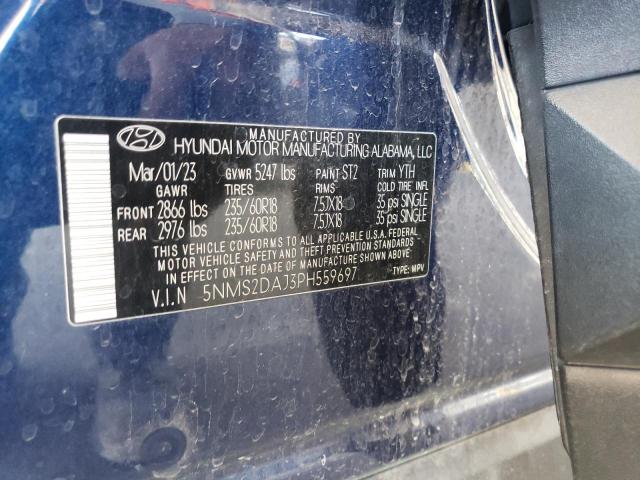 MANUFACTURED BY
HYUNDAI MOTOR MANUFACTURING ALABAMA, LLC
Mar/01/23 GVWR 5247 lbs PAINT ST2 TRIM YTH
GAWR TIRES RIMS COLD TIRE INFL
FRONT 2866 lbs 235/60R18 7.5JX18 35 psi SINGLE
REAR 2976 lbs 235/60R18 7.5JX18 35 psi SINGLE
THIS VEHICLE CONFORMS TO ALL APPLICABLE U.S.A. FEDERAL
MOTOR VEHICLE SAFETY AND THEFT PREVENTION STANDARDS
IN EFFECT ON THE DATE OF MANUFACTURE SHOWN ABOVE.
V.I.N 5NMS2DAJ3PH559697 TYPE: MPV